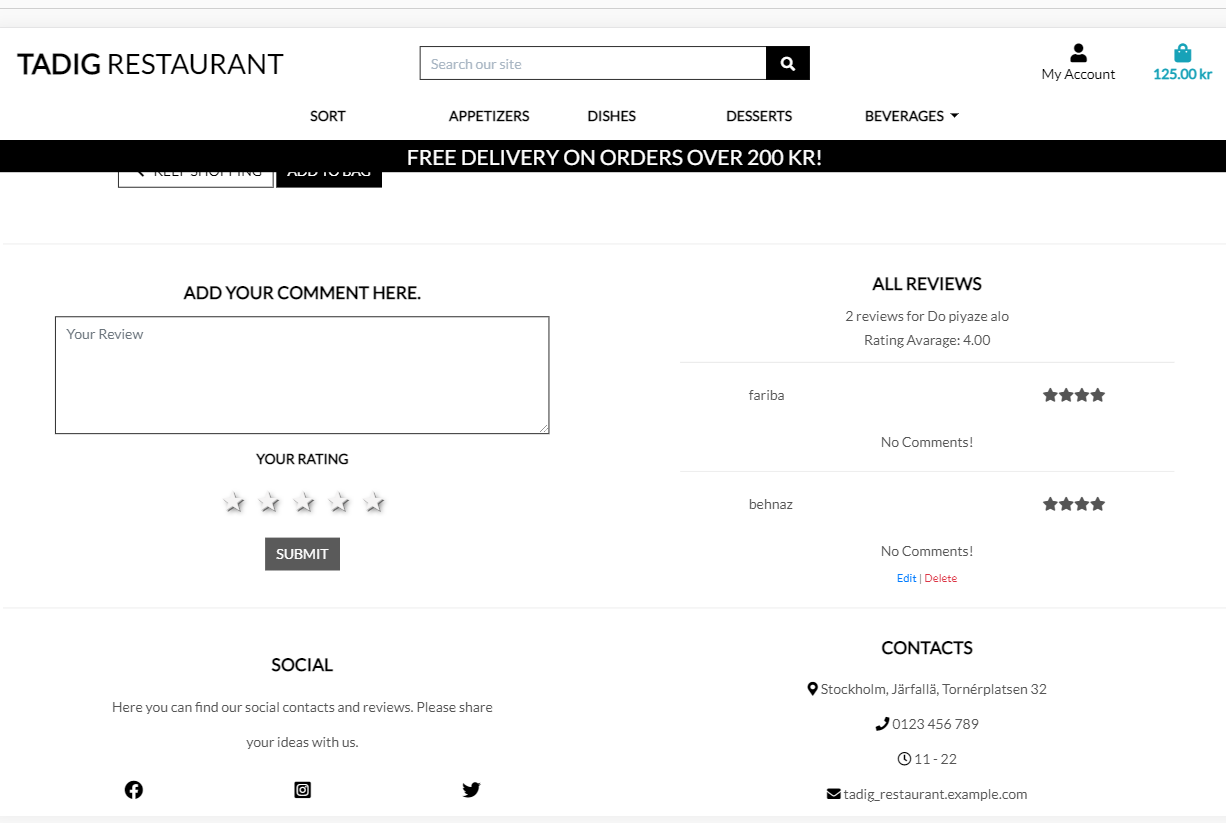 TADIG RESTAURANT
Search our site
My Account
125.00 kr
SORT
APPETIZERS
DISHES
DESSERTS
BEVERAGES
FREE DELIVERY ON ORDERS OVER 200 KR!
KEEP SHOPPING
ADD TO BAG
ADD YOUR COMMENT HERE.
Your Review
YOUR RATING
SUBMIT
ALL REVIEWS
2 reviews for Do piyaze alo
Rating Avarage: 4.00
fariba
No Comments!
behnaz
No Comments!
Edit | Delete
SOCIAL
Here you can find our social contacts and reviews. Please share
your ideas with us.
CONTACTS
Stockholm, Järfallä, Tornérplatsen 32
0123 456 789
11 - 22
tadig_restaurant.example.com